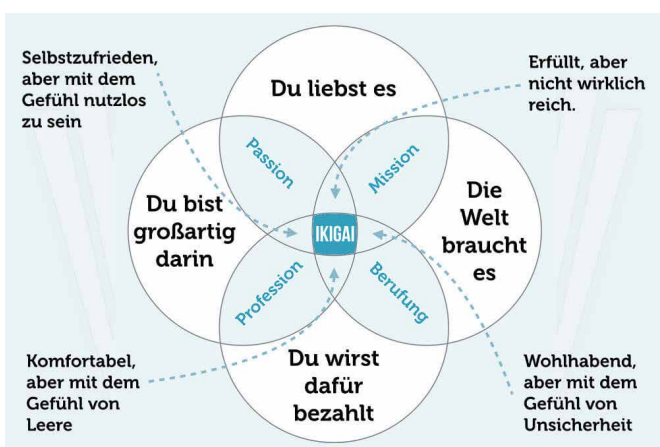 Selbstzufrieden,
aber mit dem
Gefühl nutzlos
zu sein
Du liebst es
Erfüllt, aber
nicht wirklich
reich.
Passion
Mission
Du bist
großartig
darin
IKIGAI
Die
Welt
braucht
es
Profession
Berufung
Komfortabel,
aber mit dem
Gefühl von
Leere
Du wirst
dafür
bezahlt
Wohlhabend,
aber mit dem
Gefühl von
Unsicherheit